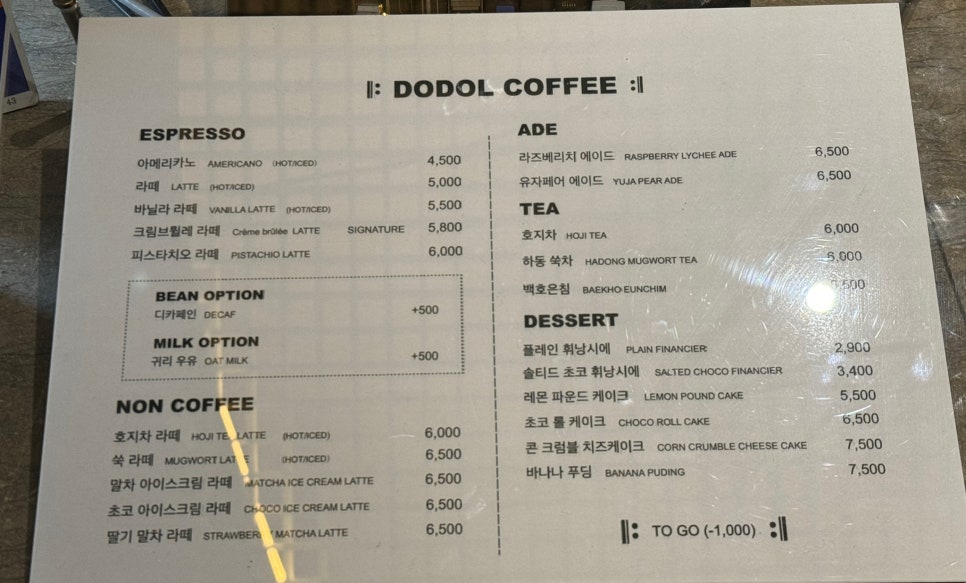 DODOL COFFEE
ESPRESSO
아메리카노 AMERICANO (HOT/ICED) 4,500
라떼 LATTE (HOT/ICED) 5,000
바닐라 라떼 VANILLA LATTE (HOT/ICED) 5,500
크림브륄레 라떼 Crème brûlée LATTE SIGNATURE 5,800
피스타치오 라떼 PISTACHIO LATTE 6,000
BEAN OPTION
디카페인 DECAF +500
MILK OPTION
귀리 우유 OAT MILK +500
NON COFFEE
호지차 라떼 HOJI TEA LATTE (HOT/ICED) 6,000
쑥 라떼 MUGWORT LATTE (HOT/ICED) 6,500
말차 아이스크림 라떼 MATCHA ICE CREAM LATTE 6,500
초코 아이스크림 라떼 CHOCO ICE CREAM LATTE 6,500
딸기 말차 라떼 STRAWBERRY MATCHA LATTE 6,500
ADE
라즈베리치 에이드 RASPBERRY LYCHEE ADE 6,500
유자페어 에이드 YUJA PEAR ADE 6,500
TEA
호지차 HOJI TEA 6,000
하동 쑥차 HADONG MUGWORT TEA
백호은침 BAEKHO EUNCHIM
DESSERT
플레인 휘낭시에 PLAIN FINANCIER 2,900
솔티드 초코 휘낭시에 SALTED CHOCO FINANCIER 3,400
레몬 파운드 케이크 LEMON POUND CAKE 5,500
초코 롤 케이크 CHOCO ROLL CAKE 6,500
콘 크럼블 치즈케이크 CORN CRUMBLE CHEESE CAKE 7,500
바나나 푸딩 BANANA PUDING 7,500
TO GO (-1,000)
43